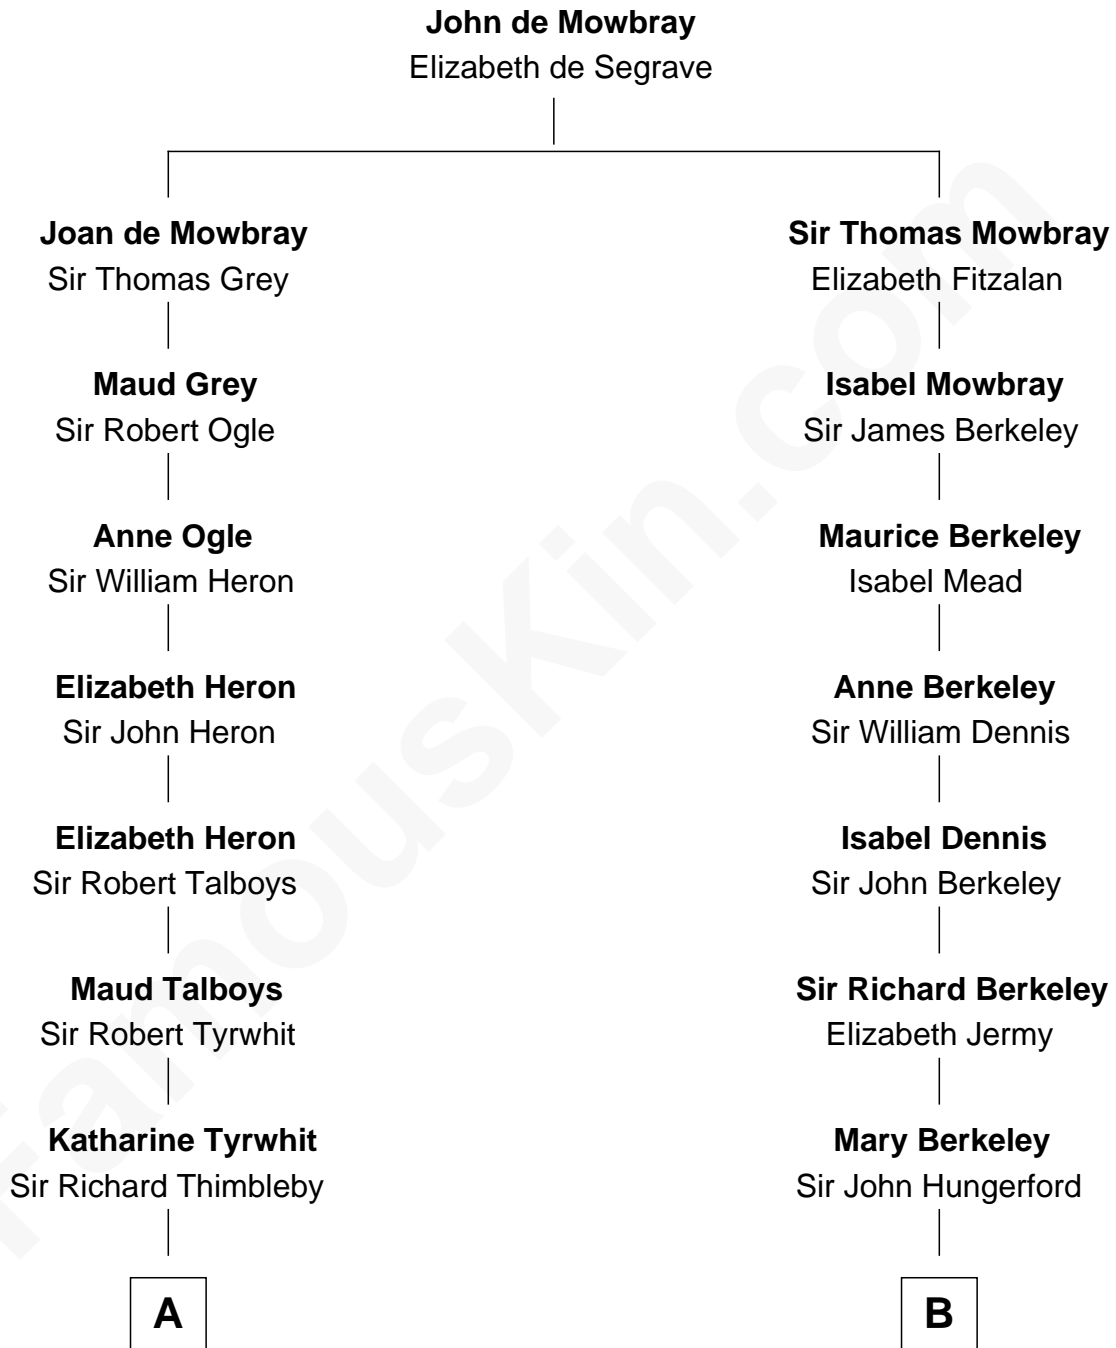 John de Mowbray
Elizabeth de Segrave
Joan de Mowbray
Sir Thomas Grey
Sir Thomas Mowbray
Elizabeth Fitzalan
Maud Grey
Sir Robert Ogle
Isabel Mowbray
Sir James Berkeley
Anne Ogle
Sir William Heron
Maurice Berkeley
Isabel Mead
Elizabeth Heron
Sir John Heron
Anne Berkeley
Sir William Dennis
Elizabeth Heron
Sir Robert Talboys
Isabel Dennis
Sir John Berkeley
Maud Talboys
Sir Robert Tyrwhit
Sir Richard Berkeley
Elizabeth Jermy
Katharine Tyrwhit
Sir Richard Thimbleby
Mary Berkeley
Sir John Hungerford
A
B
FamousKin.com